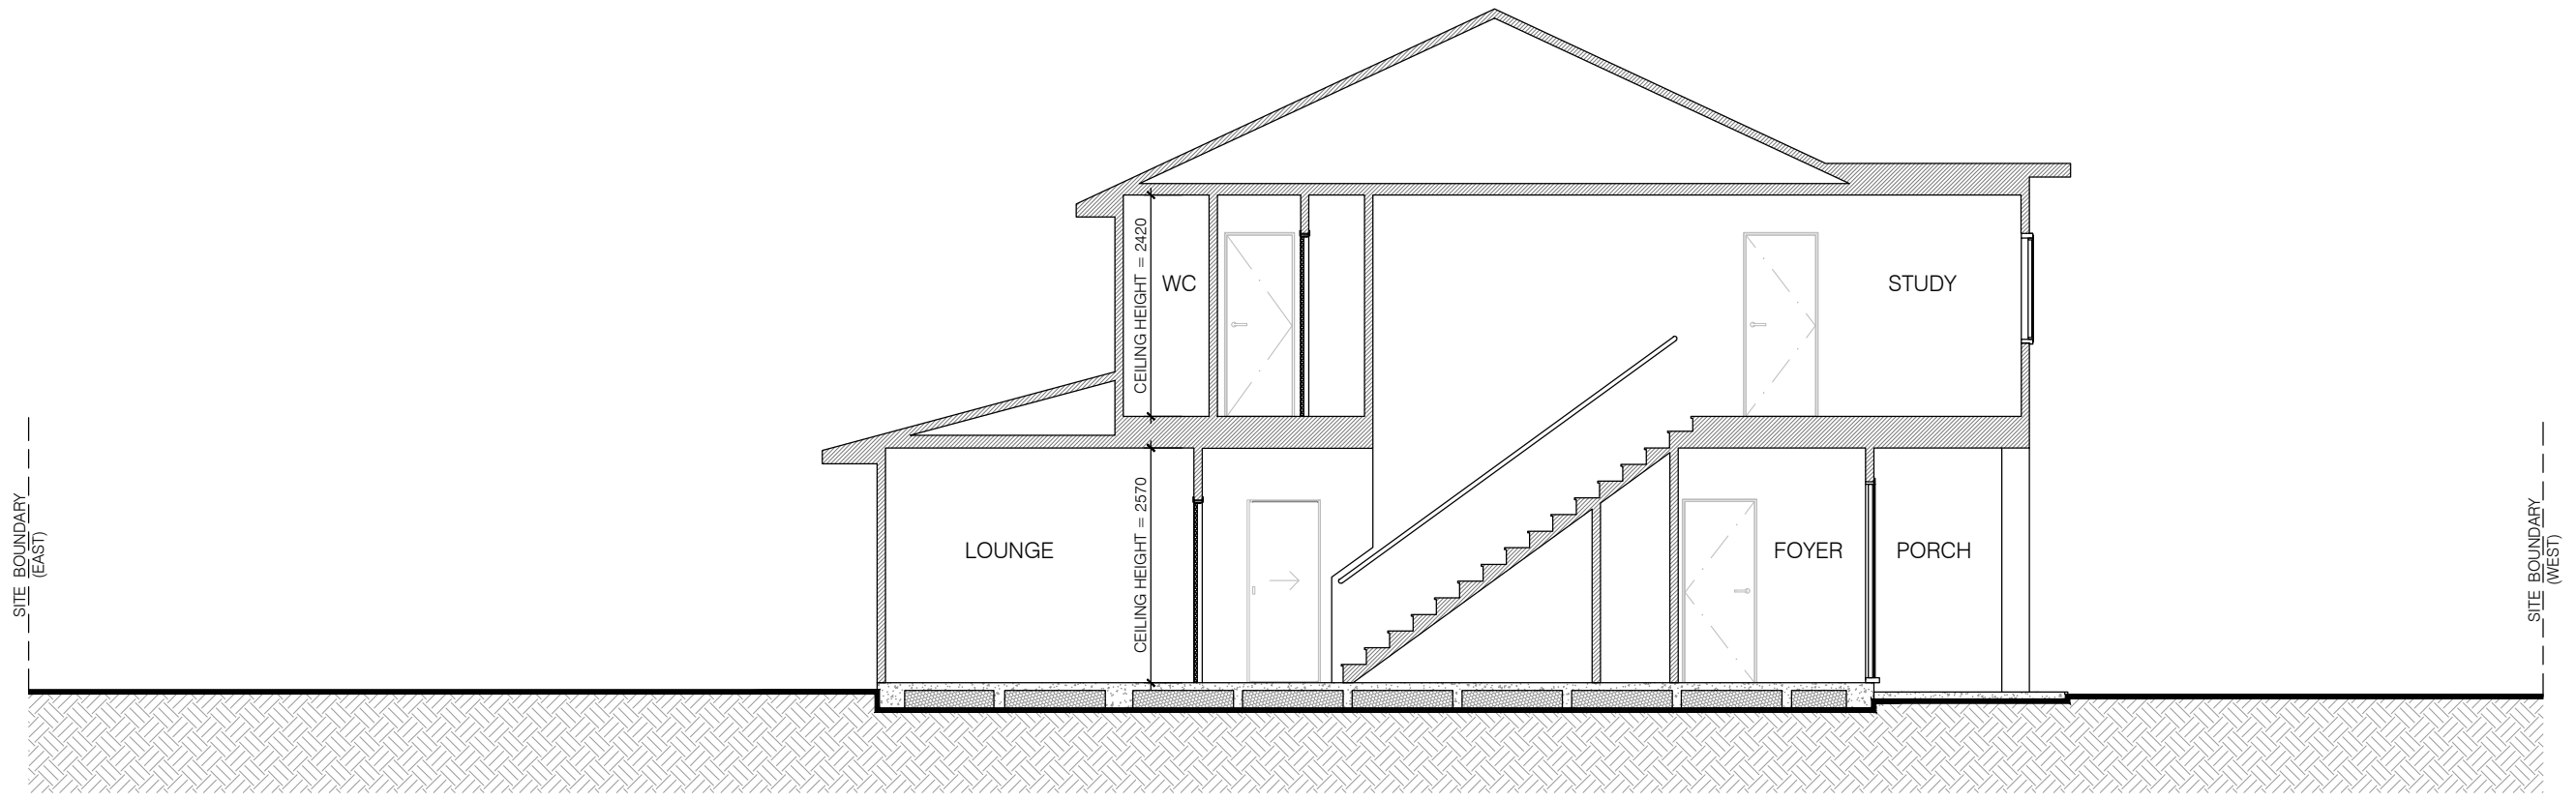 CEILING HEIGHT = 2420
WC
STUDY
SITE BOUNDARY
(EAST)
LOUNGE
CEILING HEIGHT = 2570
FOYER
PORCH
SITE BOUNDARY
(WEST)